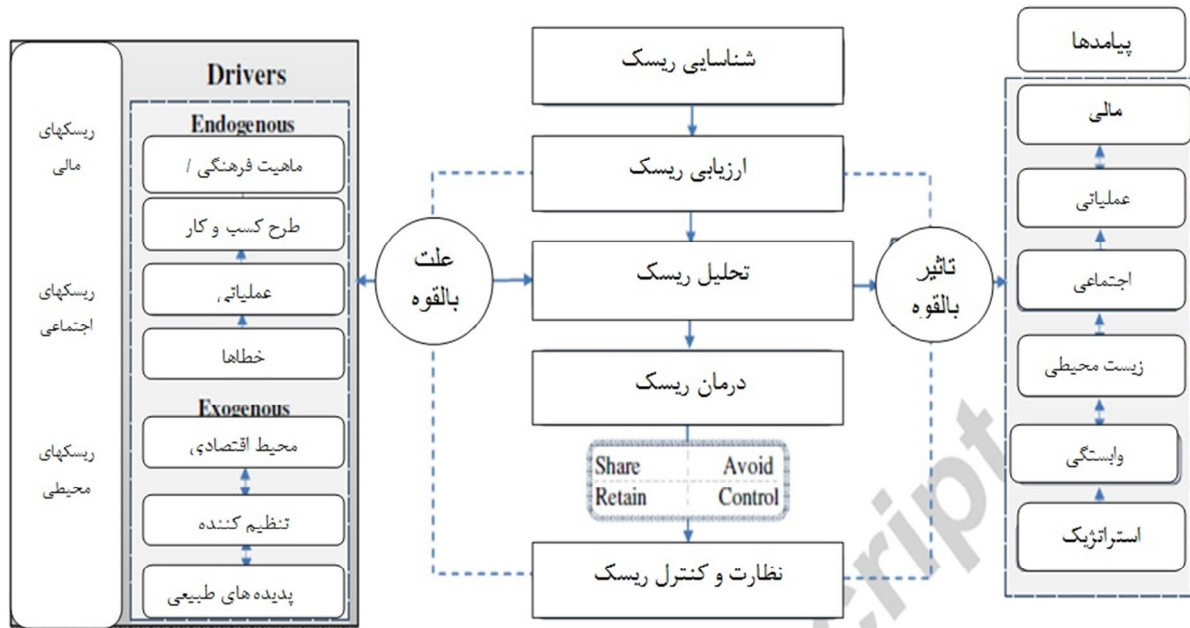 ریسکهای
مالی
ریسکهای
اجتماعی
ریسکهای
محیطی
Drivers
Endogenous
ماهیت فرهنگی /
طرح کسب و کار
عملیاتی
خطاها
Exogenous
محیط اقتصادی
تنظیم کننده
پدیده های طبیعی
علت
بالقوه
شناسایی ریسک
ارزیابی ریسک
تحلیل ریسک
درمان ریسک
Share Avoid
Retain Control
نظارت و کنترل ریسک
تاثیر
بالقوه
پیامدها
مالی
عملیاتی
اجتماعی
زیست محیطی
وابستگی
استراتژیک